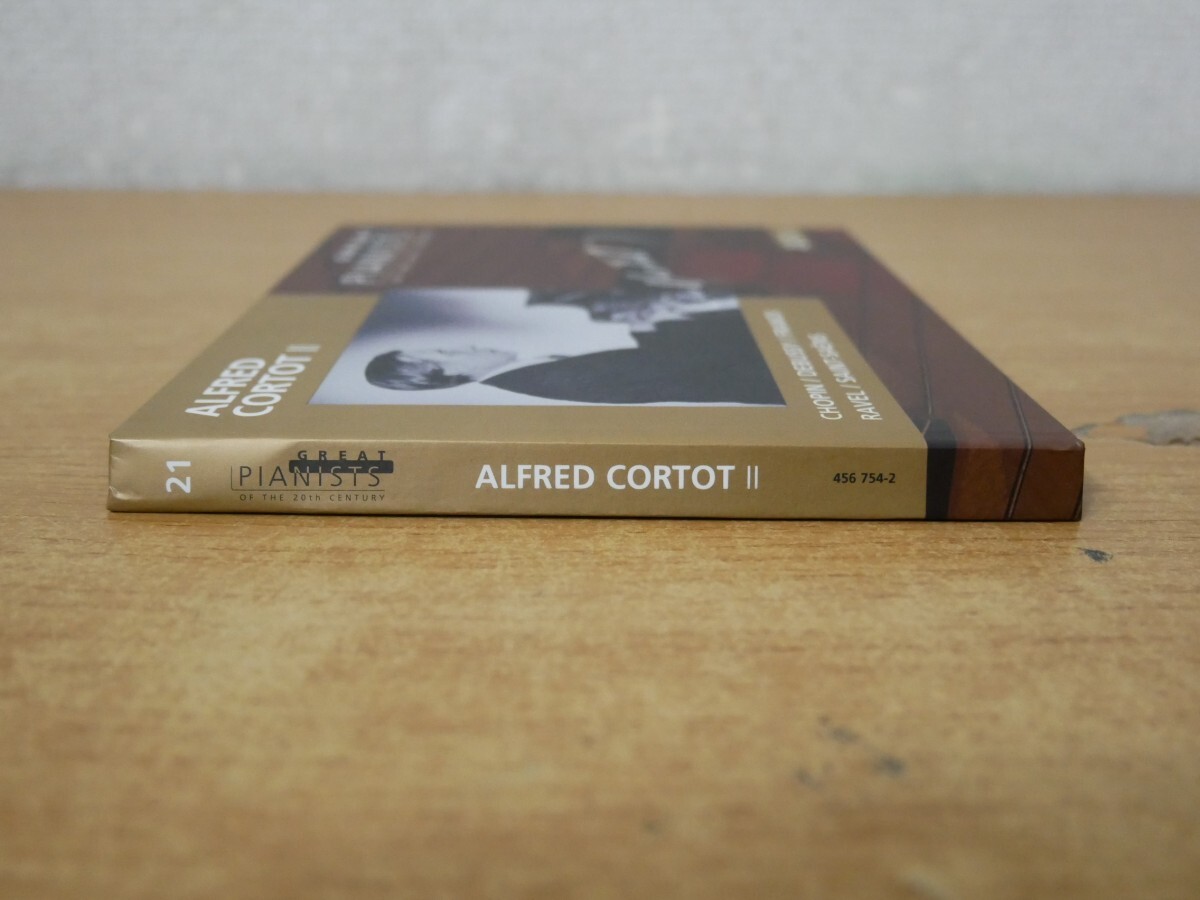 PIANISTS
ALFRED
CORTOT II
CHOPIN / DEBUSSY / FRANCK
RAVEL / SAINT-SAËNS
21
GREAT
PIANISTS
OF THE 20th CENTURY
ALFRED CORTOT II
456 754-2